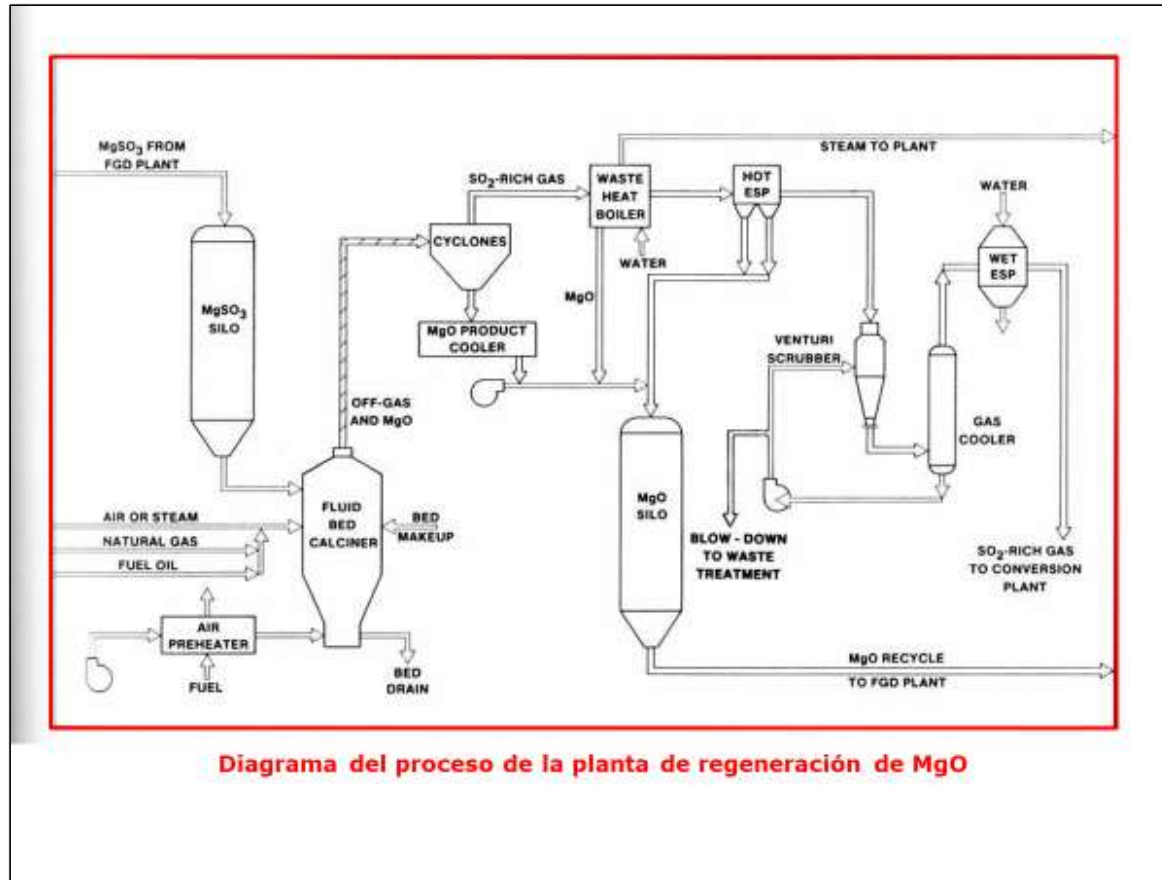 MgSO₃ FROM
FGD PLANT
MgSO₃
SILO
AIR OR STEAM
NATURAL GAS
FUEL OIL
AIR
PREHEATER
FUEL
FLUID
BED
CALCINER
BED
MAKEUP
BED
DRAIN
OFF-GAS
AND MgO
CYCLONES
MgO PRODUCT
COOLER
SO₂-RICH GAS
WASTE
HEAT
BOILER
WATER
MgO
STEAM TO PLANT
HOT
ESP
MgO
SILO
VENTURI
SCRUBBER
BLOW - DOWN
TO WASTE
TREATMENT
GAS
COOLER
WATER
WET
ESP
SO₂-RICH GAS
TO CONVERSION
PLANT
MgO RECYCLE
TO FGD PLANT
Diagrama del proceso de la planta de regeneración de MgO